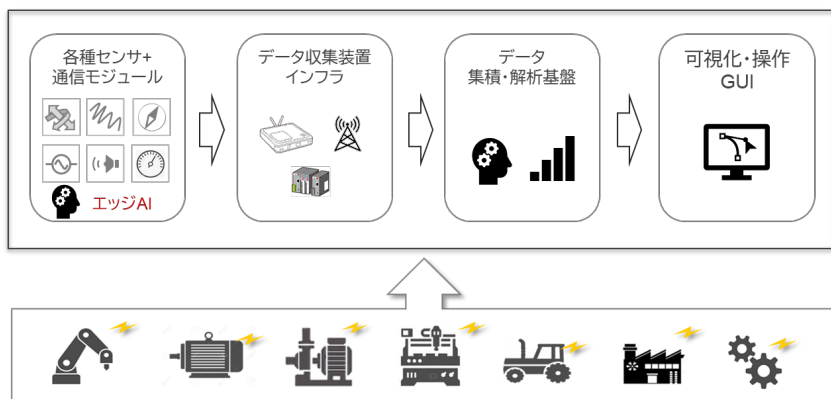 各種センサ+
通信モジュール
エッジAI
データ収集装置
インフラ
データ
集積・解析基盤
可視化・操作
GUI